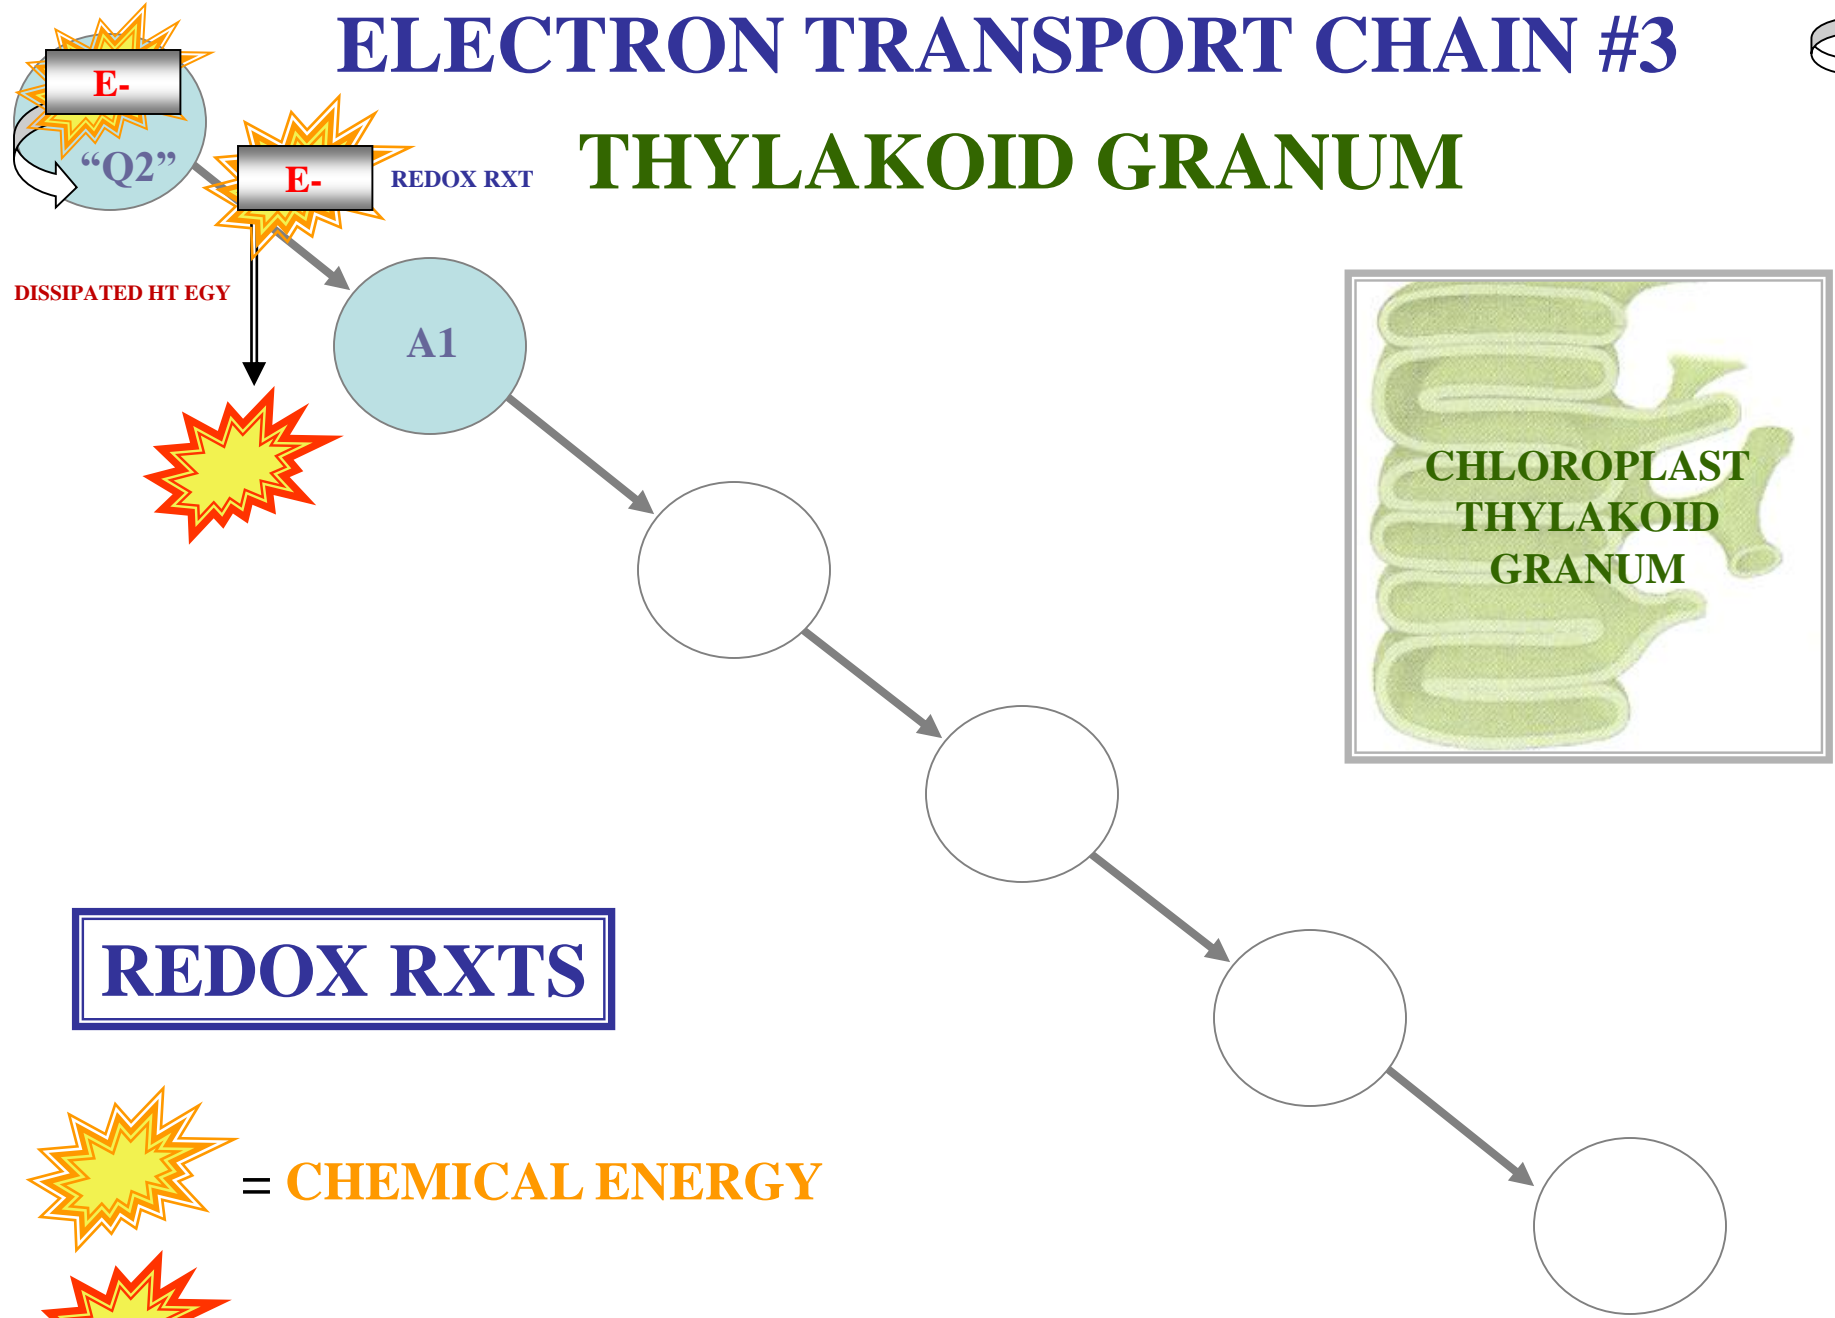 ELECTRON TRANSPORT CHAIN #3
THYLAKOID GRANUM
E-
“Q2”
E-
REDOX RXT
DISSIPATED HT EGY
A1
CHLOROPLAST
THYLAKOID
GRANUM
REDOX RXTS
= CHEMICAL ENERGY